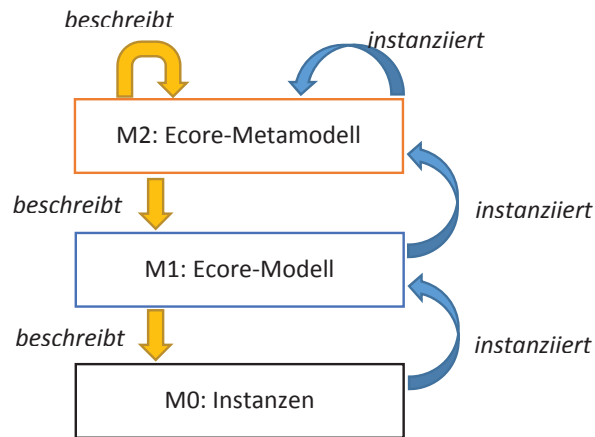 beschreibt
instanziiert
M2: Ecore-Metamodell
beschreibt
instanziiert
M1: Ecore-Modell
beschreibt
instanziiert
M0: Instanzen